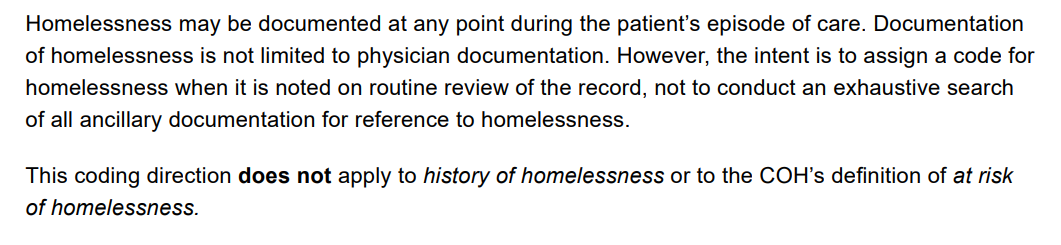 Homelessness may be documented at any point during the patient’s episode of care. Documentation
of homelessness is not limited to physician documentation. However, the intent is to assign a code for
homelessness when it is noted on routine review of the record, not to conduct an exhaustive search
of all ancillary documentation for reference to homelessness.
This coding direction does not apply to history of homelessness or to the COH’s definition of at risk
of homelessness.